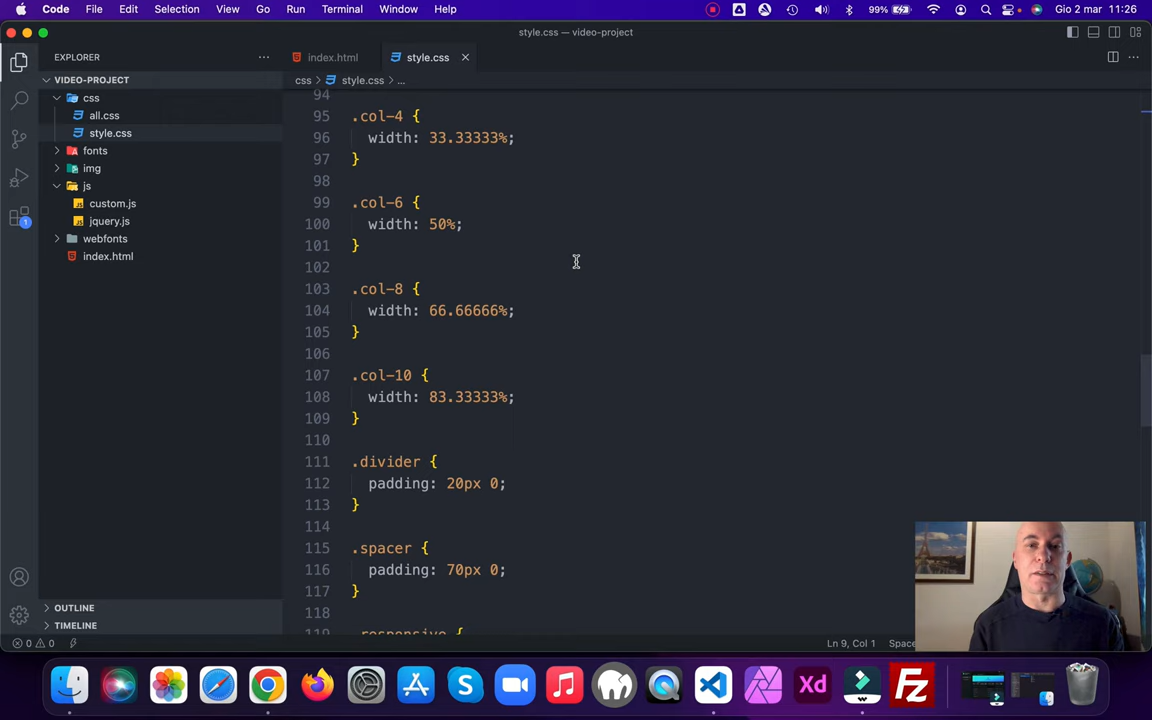 Code File Edit Selection View Go Run Terminal Window Help 99% Gio 2 mar 11:26
style.css — video-project
EXPLORER
index.html
style.css
VIDEO-PROJECT
css > style.css > ...
css
all.css
style.css
fonts
img
js
custom.js
jquery.js
webfonts
index.html
1
94
95 .col-4 {
96 width: 33.33333%;
97 }
98
99 .col-6 {
100 width: 50%;
101 }
102
103 .col-8 {
104 width: 66.66666%;
105 }
106
107 .col-10 {
108 width: 83.33333%;
109 }
110
111 .divider {
112 padding: 20px 0;
113 }
114
115 .spacer {
116 padding: 70px 0;
117 }
118
119 .responsive {
OUTLINE
TIMELINE
0 0
Ln 9, Col 1
Xd
Fz